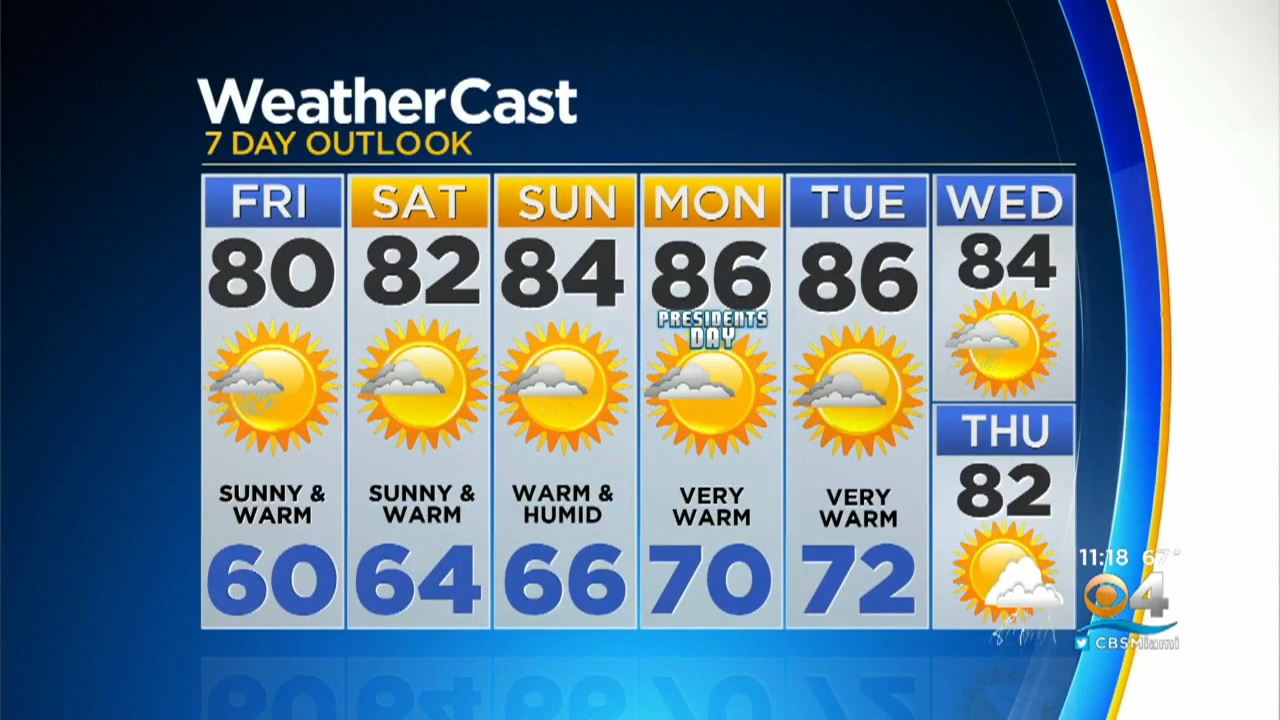 WeatherCast
7 DAY OUTLOOK
FRI
80
SUNNY &
WARM
60
SAT
82
SUNNY &
WARM
64
SUN
84
WARM &
HUMID
66
MON
86
PRESIDENTS
DAY
VERY
WARM
70
TUE
86
VERY
WARM
72
WED
84
THU
82
11:18 67°
4
CBSMiami